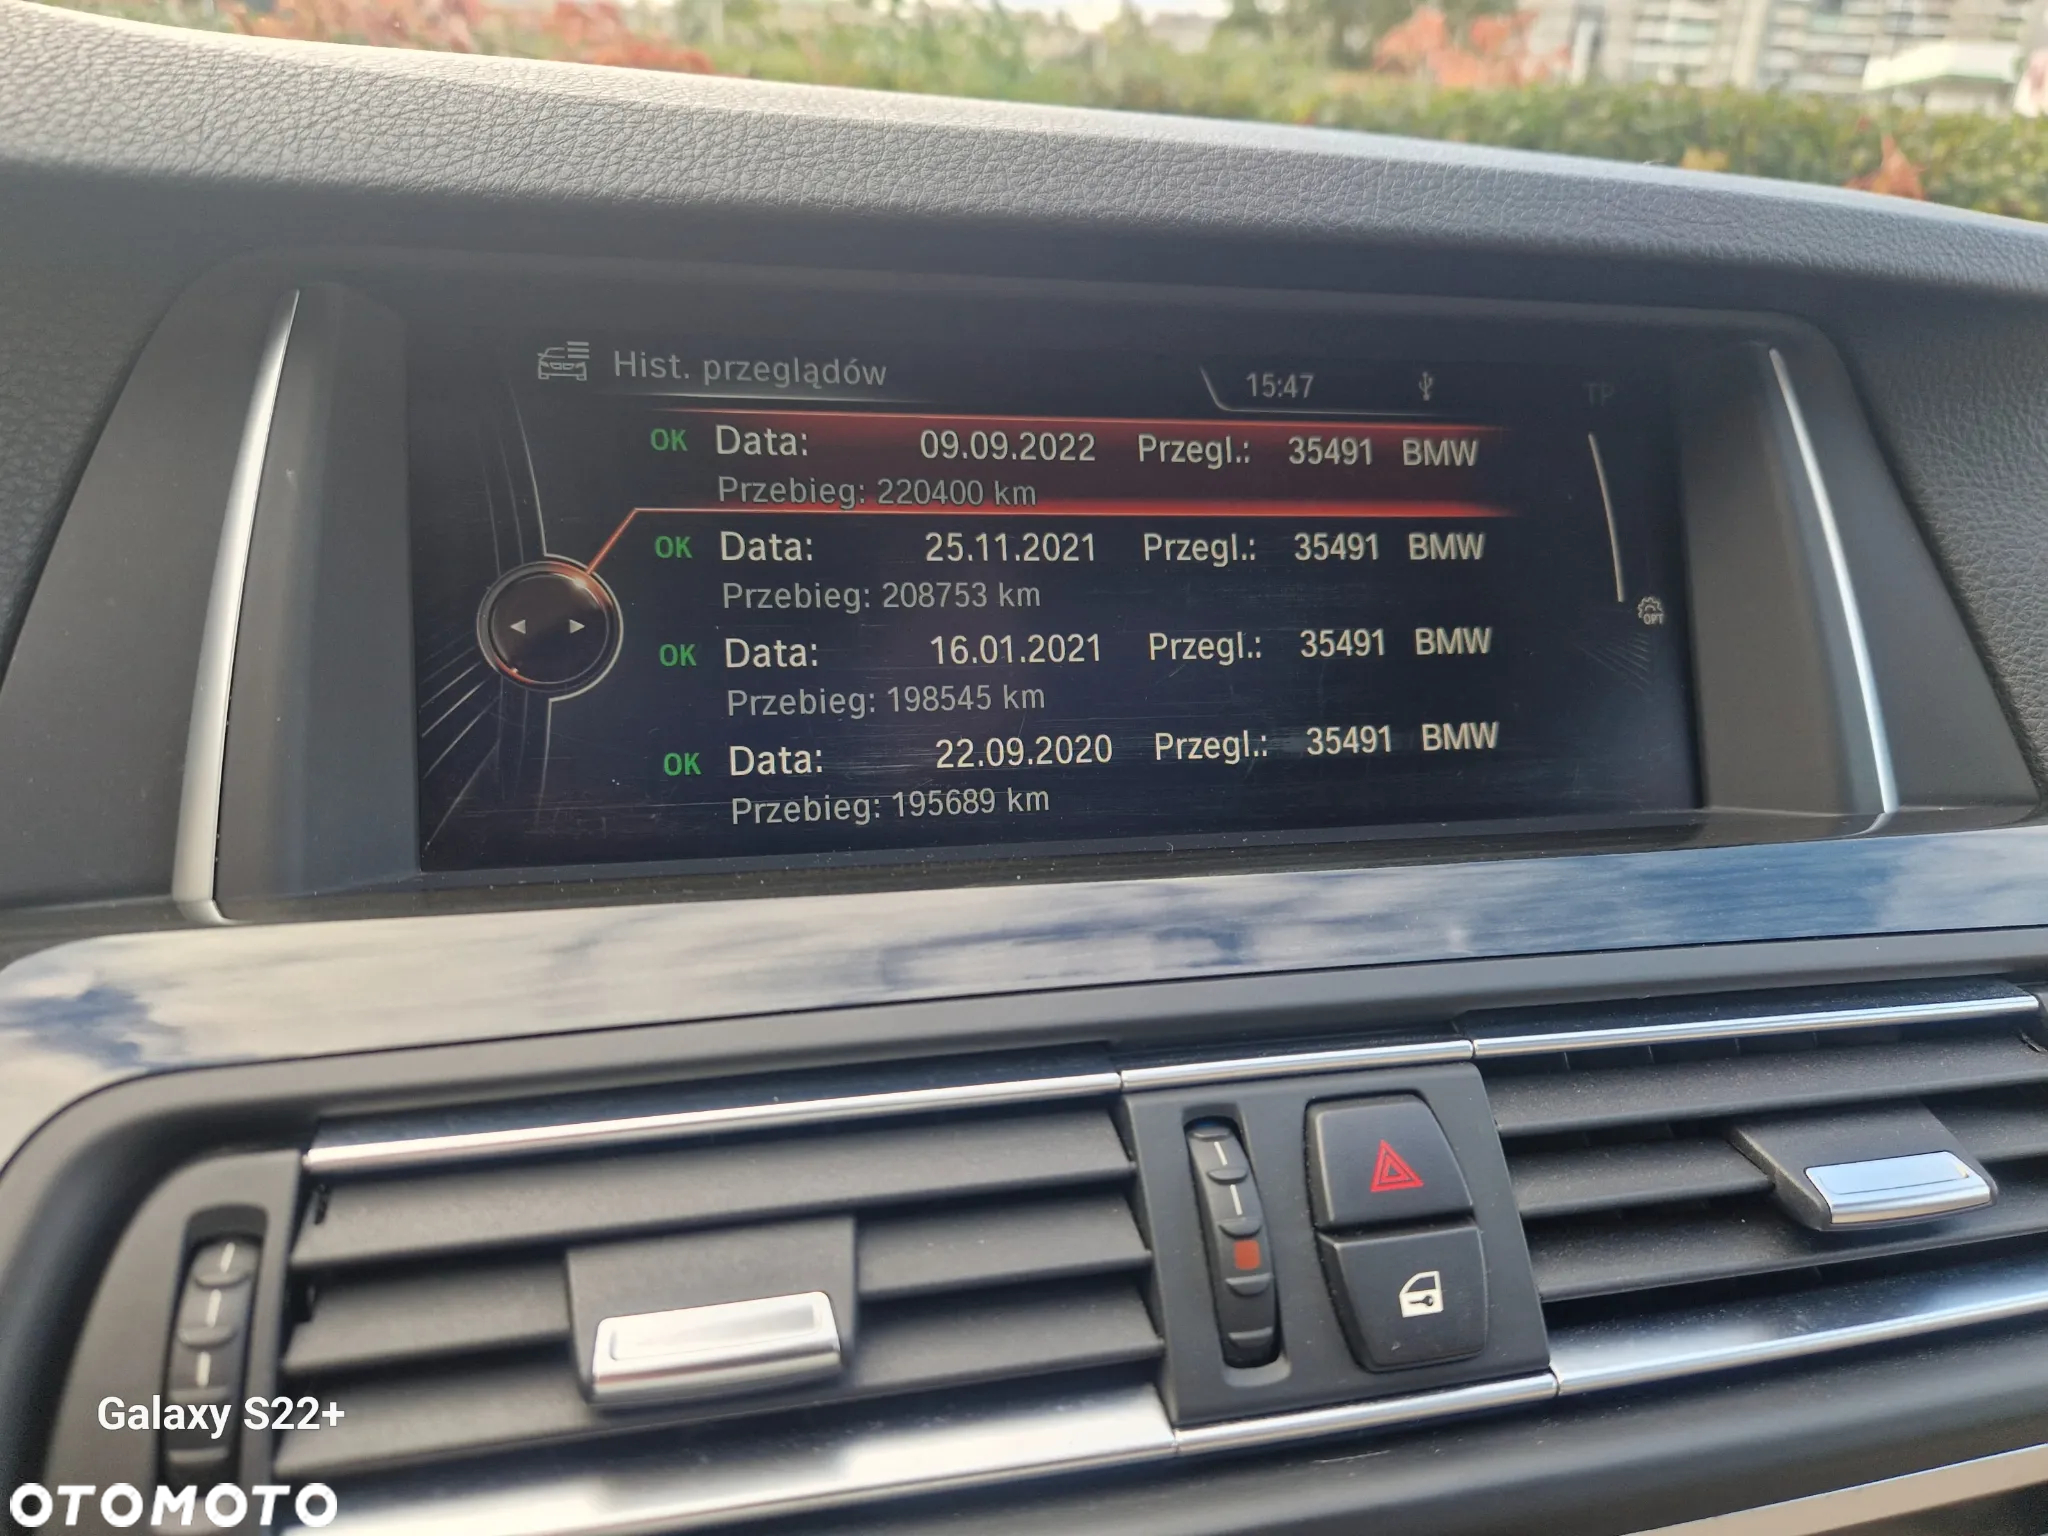 Hist. przeglądów 15:47 TP
OK Data: 09.09.2022 Przegl.: 35491 BMW
Przebieg: 220400 km
OK Data: 25.11.2021 Przegl.: 35491 BMW
Przebieg: 208753 km
OPT
OK Data: 16.01.2021 Przegl.: 35491 BMW
Przebieg: 198545 km
OK Data: 22.09.2020 Przegl.: 35491 BMW
Przebieg: 195689 km
Galaxy S22+
OTOMOTO